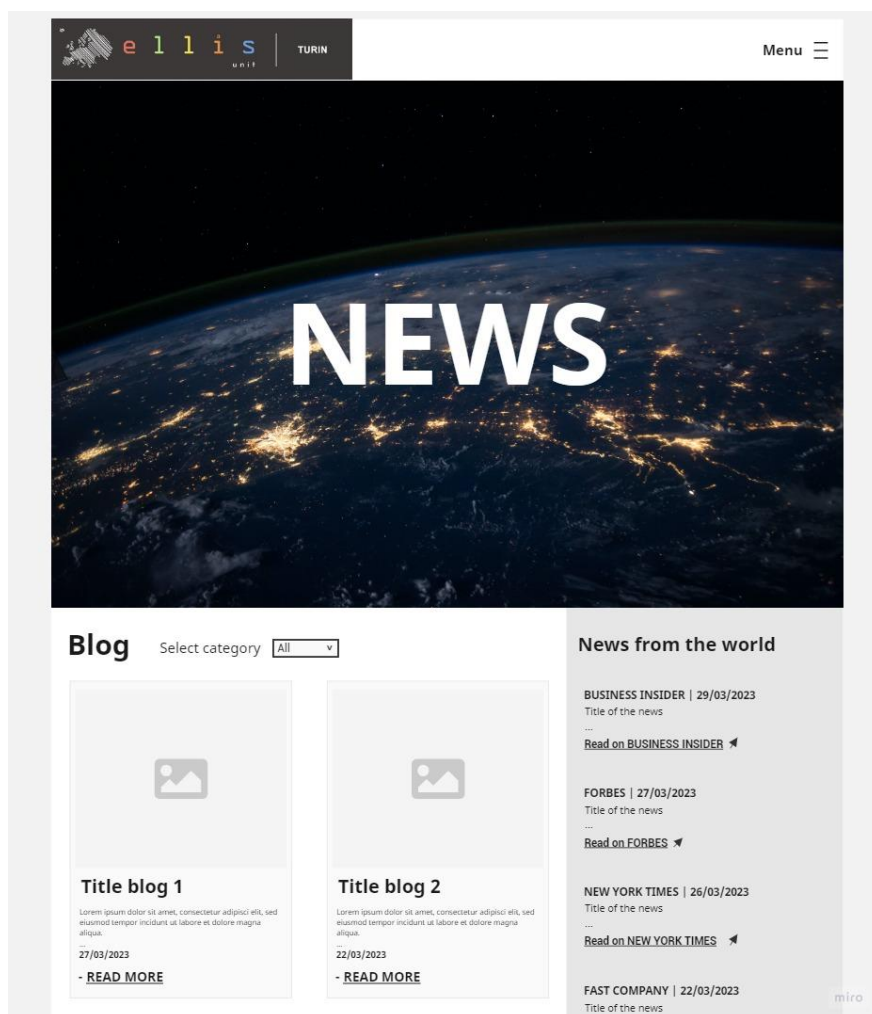 ellis
unit
TURIN
Menu
NEWS
Blog
Select category
All
Title blog 1
Lorem ipsum dolor sit amet, consectetur adipisci elit, sed
eiusmod tempor incidunt ut labore et dolore magna
aliqua.
...
27/03/2023
- READ MORE
Title blog 2
Lorem ipsum dolor sit amet, consectetur adipisci elit, sed
eiusmod tempor incidunt ut labore et dolore magna
aliqua.
...
22/03/2023
- READ MORE
News from the world
BUSINESS INSIDER | 29/03/2023
Title of the news
...
Read on BUSINESS INSIDER
FORBES | 27/03/2023
Title of the news
...
Read on FORBES
NEW YORK TIMES | 26/03/2023
Title of the news
...
Read on NEW YORK TIMES
FAST COMPANY | 22/03/2023
Title of the news
miro